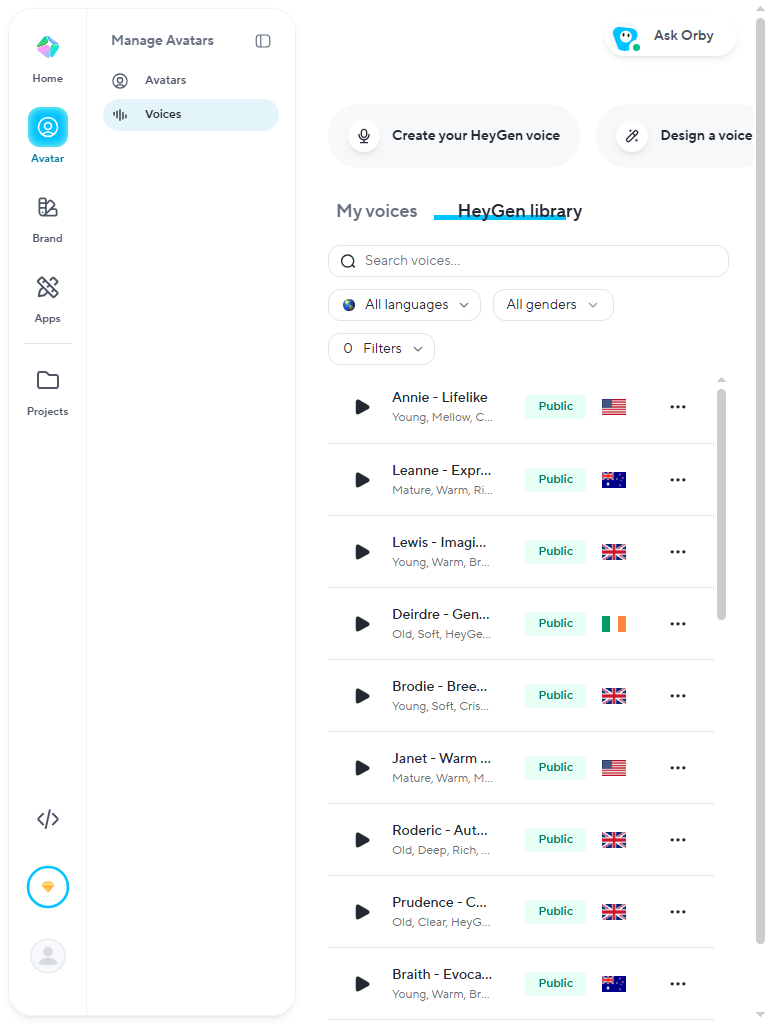 Home
Avatar
Brand
Apps
Projects
Manage Avatars
Avatars
Voices
Ask Orby
Create your HeyGen voice
Design a voice
My voices
HeyGen library
Search voices...
All languages
All genders
0 Filters
Annie - Lifelike
Young, Mellow, C...
Public
Leanne - Expr...
Mature, Warm, Ri...
Public
Lewis - Imagi...
Young, Warm, Br...
Public
Deirdre - Gen...
Old, Soft, HeyGe...
Public
Brodie - Bree...
Young, Soft, Cris...
Public
Janet - Warm ...
Mature, Warm, M...
Public
Roderic - Aut...
Old, Deep, Rich, ...
Public
Prudence - C...
Old, Clear, HeyG...
Public
Braith - Evoca...
Young, Warm, Br...
Public